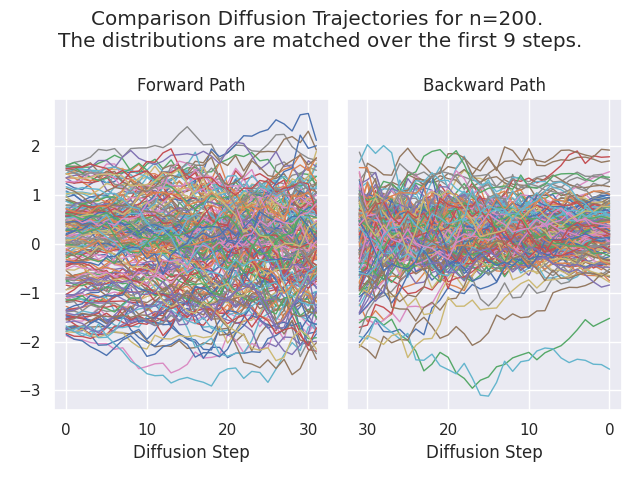 Comparison Diffusion Trajectories for n=200.
The distributions are matched over the first 9 steps.
Forward Path
Backward Path
2
1
0
−1
−2
−3
0 10 20 30
30 20 10 0
Diffusion Step
Diffusion Step